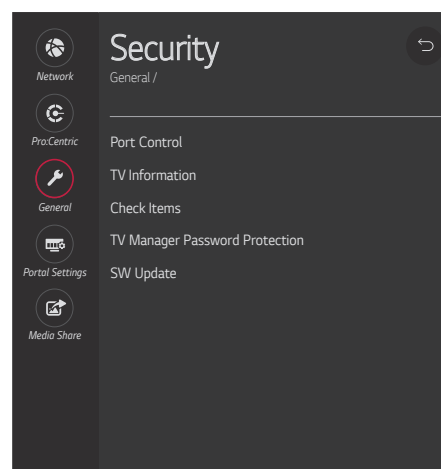 Security
General /
Network
Pro:Centric
General
Portal Settings
Media Share
Port Control
TV Information
Check Items
TV Manager Password Protection
SW Update